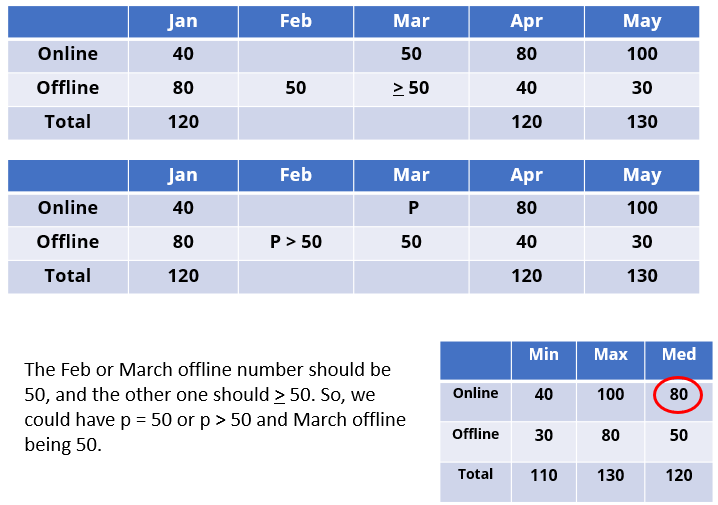 Jan Feb Mar Apr May
Online 40 50 80 100
Offline 80 50 ≥ 50 40 30
Total 120 120 130
Jan Feb Mar Apr May
Online 40 P 80 100
Offline 80 P > 50 50 40 30
Total 120 120 130
The Feb or March offline number should be
50, and the other one should ≥ 50. So, we
could have p = 50 or p > 50 and March offline
being 50.
Min Max Med
Online 40 100 80
Offline 30 80 50
Total 110 130 120